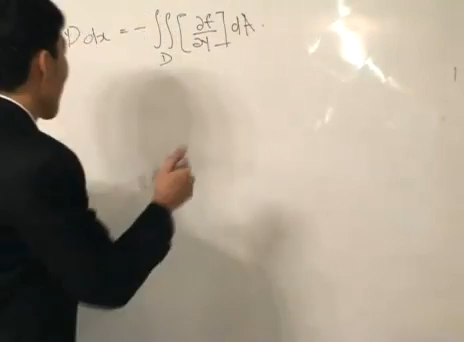 P dx = - ∭_D [∂f/∂y] dA.